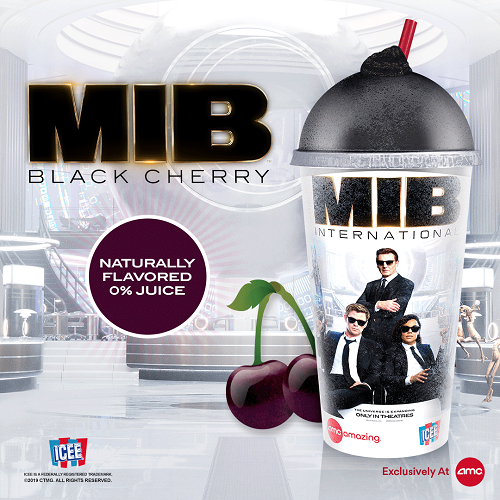 MIB
BLACK CHERRY
NATURALLY
FLAVORED
0% JUICE
MIB
INTERNATIONAL
THE UNIVERSE IS EXPANDING
ONLY IN THEATRES
amc amazing
ICEE
ICEE
ICEE IS A FEDERALLY REGISTERED TRADEMARK.
©2019 CTMG. ALL RIGHTS RESERVED.
Exclusively At amc